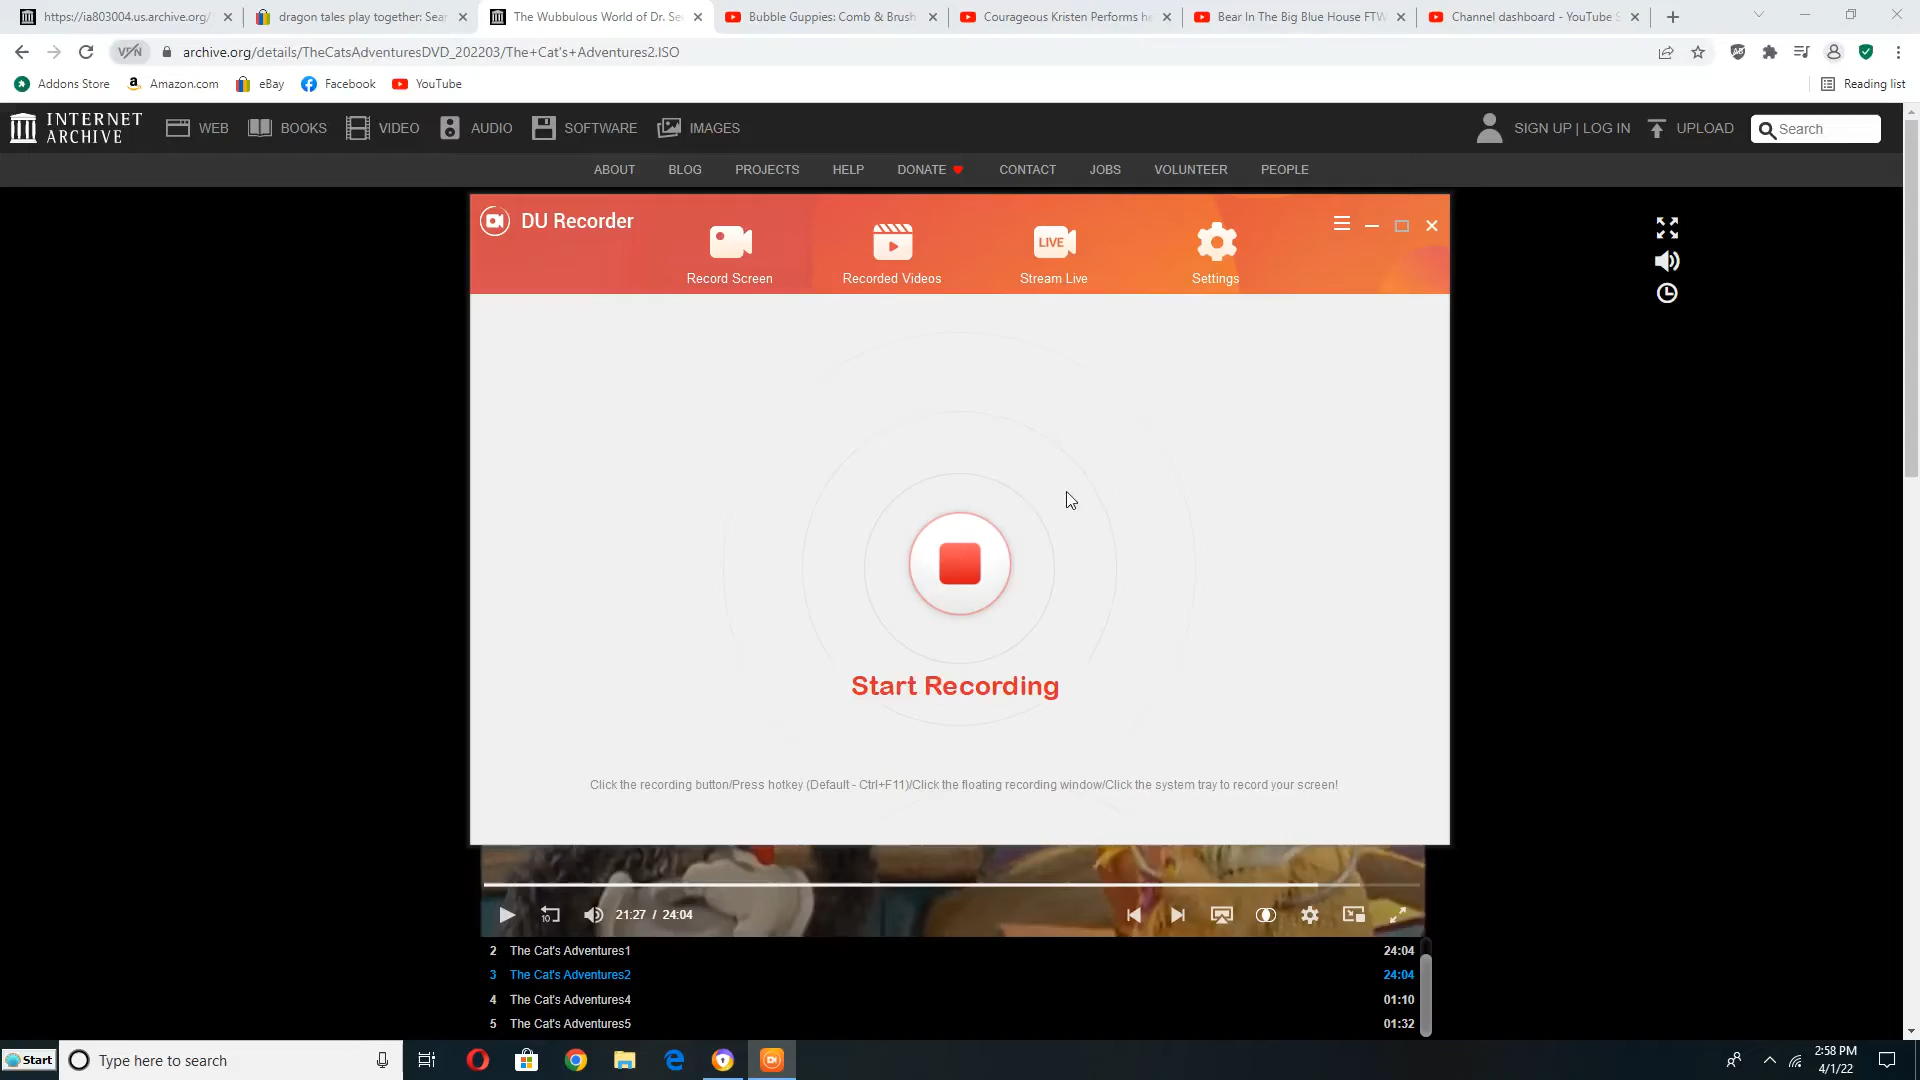 https://ia803004.us.archive.org/
dragon tales play together: Sear
The Wubbulous World of Dr. Se
Bubble Guppies: Comb & Brush
Courageous Kristen Performs he
Bear In The Big Blue House FTW
Channel dashboard - YouTube S
VPN
archive.org/details/TheCatsAdventuresDVD_202203/The+Cat's+Adventures2.ISO
Addons Store
Amazon.com
eBay
Facebook
YouTube
Reading list
INTERNET
ARCHIVE
WEB
BOOKS
VIDEO
AUDIO
SOFTWARE
IMAGES
SIGN UP | LOG IN
UPLOAD
Search
ABOUT
BLOG
PROJECTS
HELP
DONATE
CONTACT
JOBS
VOLUNTEER
PEOPLE
DU Recorder
LIVE
Record Screen
Recorded Videos
Stream Live
Settings
Start Recording
Click the recording button/Press hotkey (Default - Ctrl+F11)/Click the floating recording window/Click the system tray to record your screen!
10
21:27 / 24:04
2 The Cat's Adventures1 24:04
3 The Cat's Adventures2 24:04
4 The Cat's Adventures4 01:10
5 The Cat's Adventures5 01:32
Start
Type here to search
2:58 PM
4/1/22